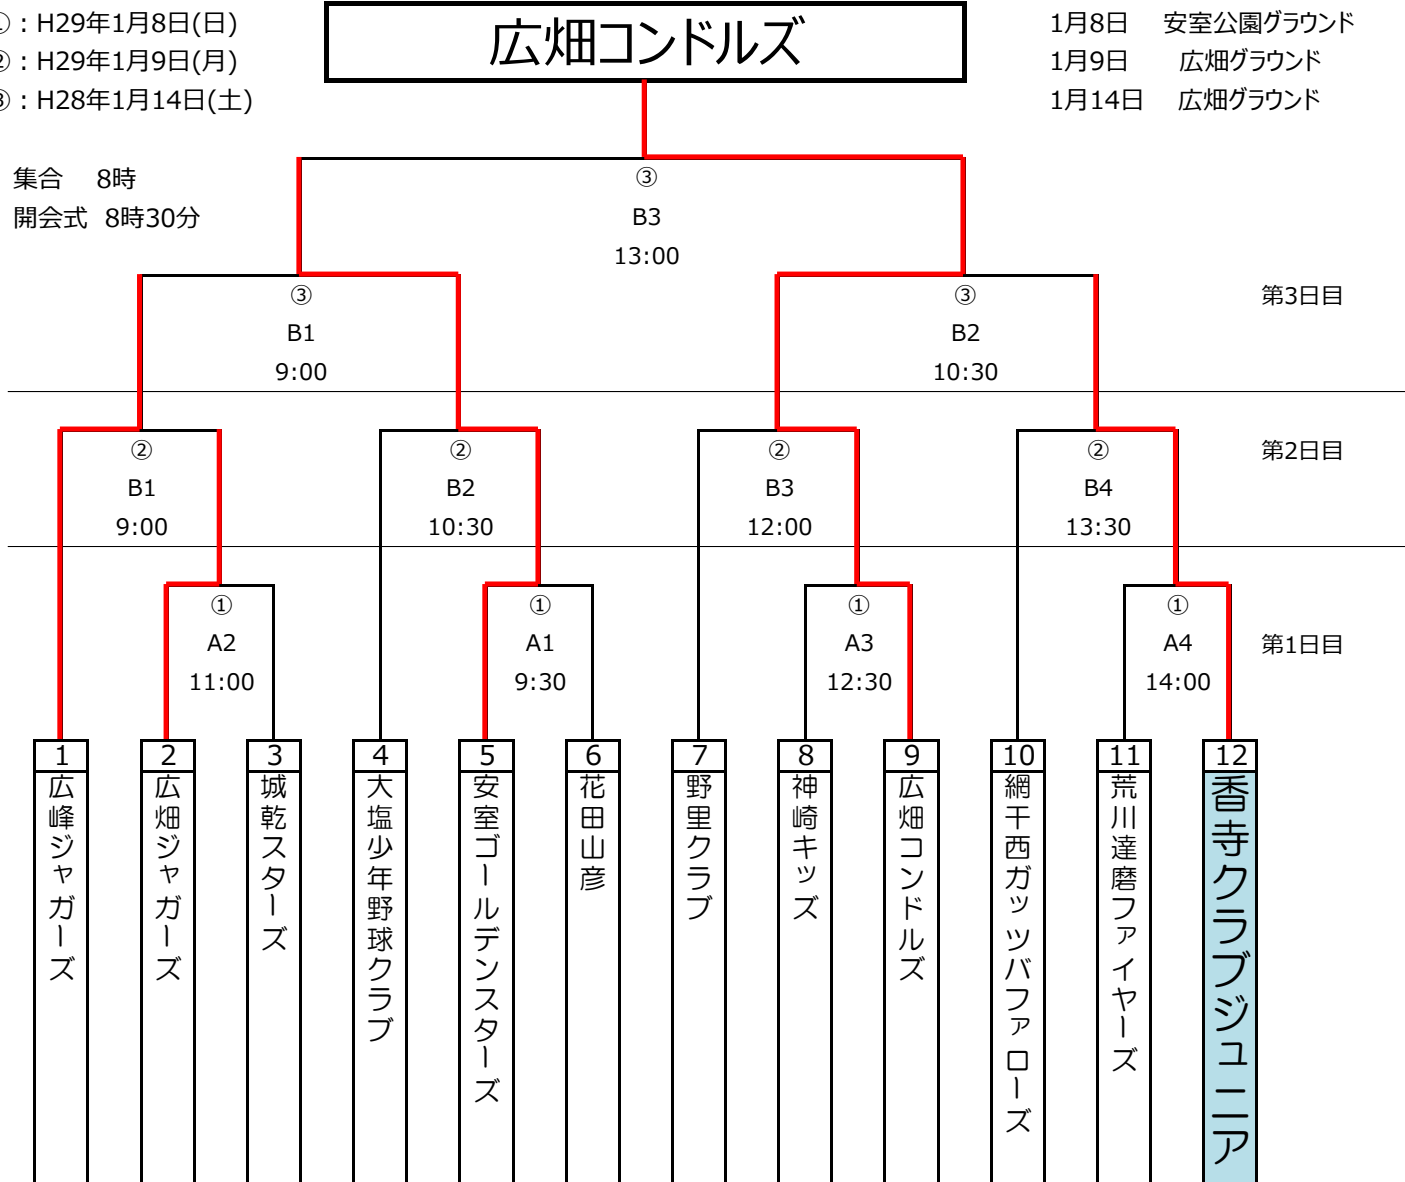 ①：H29年1月8日(日)
②：H29年1月9日(月)
③：H28年1月14日(土)
広畑コンドルズ
1月8日 安室公園グラウンド
1月9日 広畑グラウンド
1月14日 広畑グラウンド
集合 8時
開会式 8時30分
③
B3
13:00
③
B1
9:00
③
B2
10:30
第3日目
②
B1
9:00
②
B2
10:30
②
B3
12:00
②
B4
13:30
第2日目
①
A2
11:00
①
A1
9:30
①
A3
12:30
①
A4
14:00
第1日目
1
広峰ジャガーズ
2
広畑ジャガーズ
3
城乾スターズ
4
大塩少年野球クラブ
5
安室ゴールデンスターズ
6
花田山彦
7
野里クラブ
8
神崎キッズ
9
広畑コンドルズ
10
網干西ガッツバファローズ
11
荒川達磨ファイヤーズ
12
香寺クラブジュニア